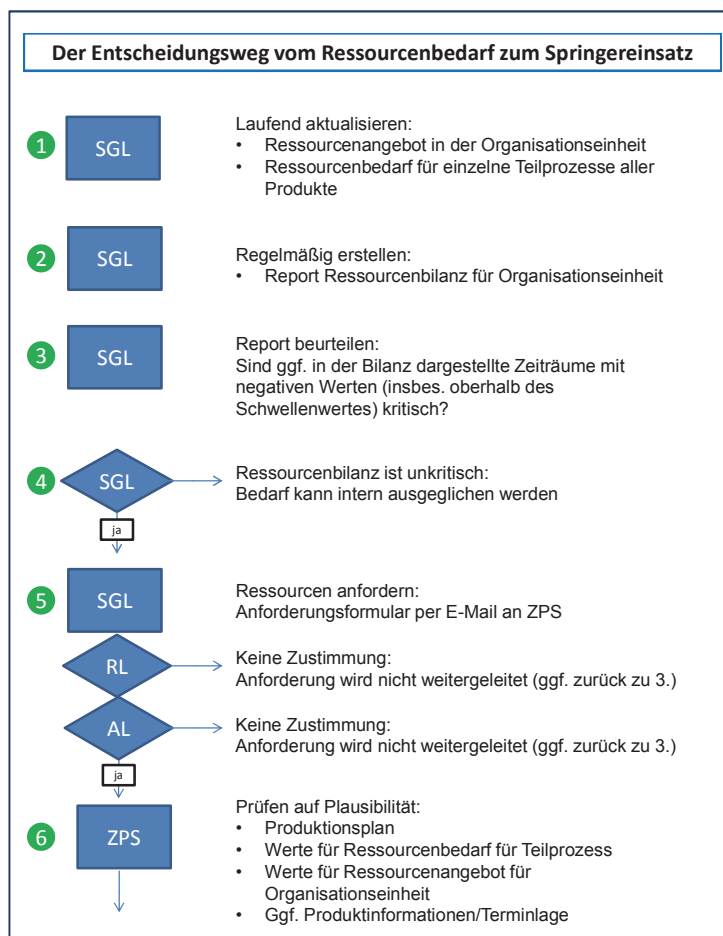 Der Entscheidungsweg vom Ressourcenbedarf zum Springereinsatz
1
SGL
Laufend aktualisieren:
• Ressourcenangebot in der Organisationseinheit
• Ressourcenbedarf für einzelne Teilprozesse aller
Produkte
2
SGL
Regelmäßig erstellen:
• Report Ressourcenbilanz für Organisationseinheit
3
SGL
Report beurteilen:
Sind ggf. in der Bilanz dargestellte Zeiträume mit
negativen Werten (insbes. oberhalb des
Schwellenwertes) kritisch?
4
SGL
Ressourcenbilanz ist unkritisch:
Bedarf kann intern ausgeglichen werden
ja
5
SGL
Ressourcen anfordern:
Anforderungsformular per E-Mail an ZPS
RL
Keine Zustimmung:
Anforderung wird nicht weitergeleitet (ggf. zurück zu 3.)
AL
Keine Zustimmung:
Anforderung wird nicht weitergeleitet (ggf. zurück zu 3.)
ja
6
ZPS
Prüfen auf Plausibilität:
• Produktionsplan
• Werte für Ressourcenbedarf für Teilprozess
• Werte für Ressourcenangebot für
Organisationseinheit
• Ggf. Produktinformationen/Terminlage